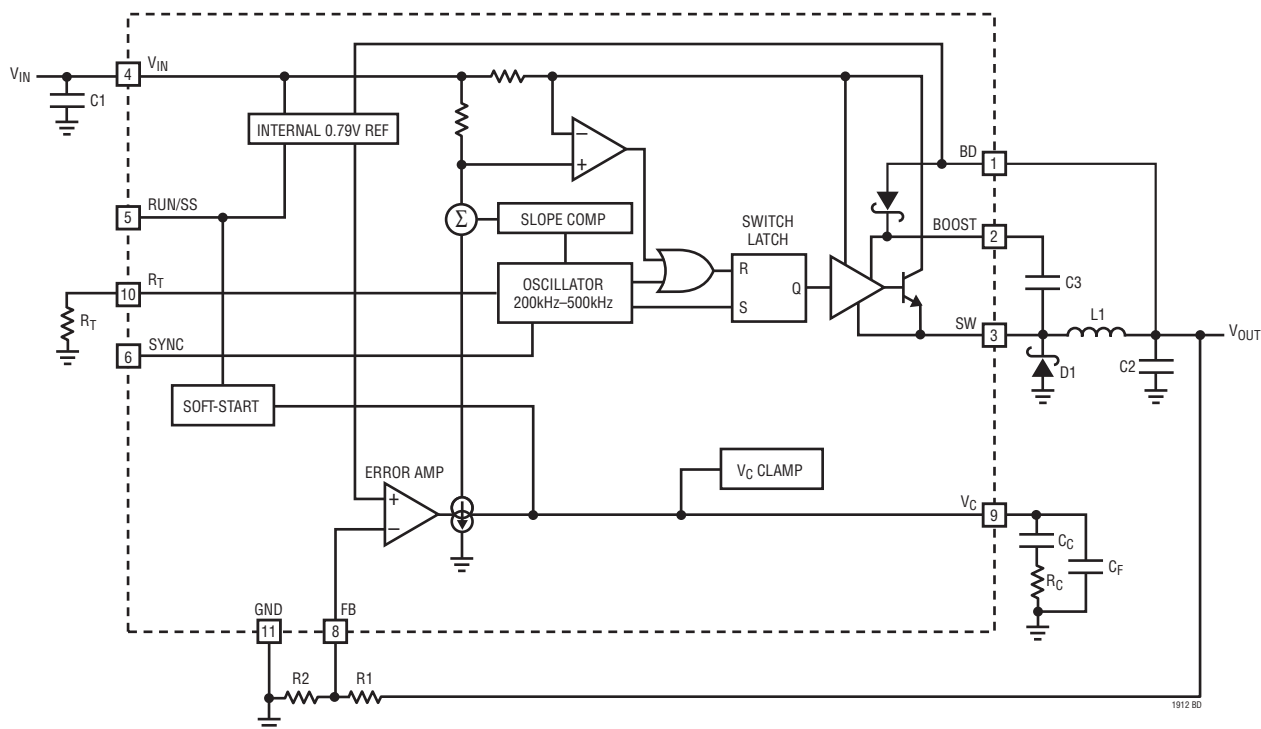 VIN
4
VIN
C1
INTERNAL 0.79V REF
−
+
BD
1
5
RUN/SS
Σ
SLOPE COMP
SWITCH
LATCH
BOOST
2
10
RT
OSCILLATOR
200kHz–500kHz
R
Q
S
C3
RT
6
SYNC
SW
3
L1
VOUT
D1
C2
SOFT-START
ERROR AMP
+
−
VC CLAMP
VC
9
CC
RC
CF
GND
FB
11
8
R2
R1
1912 BD